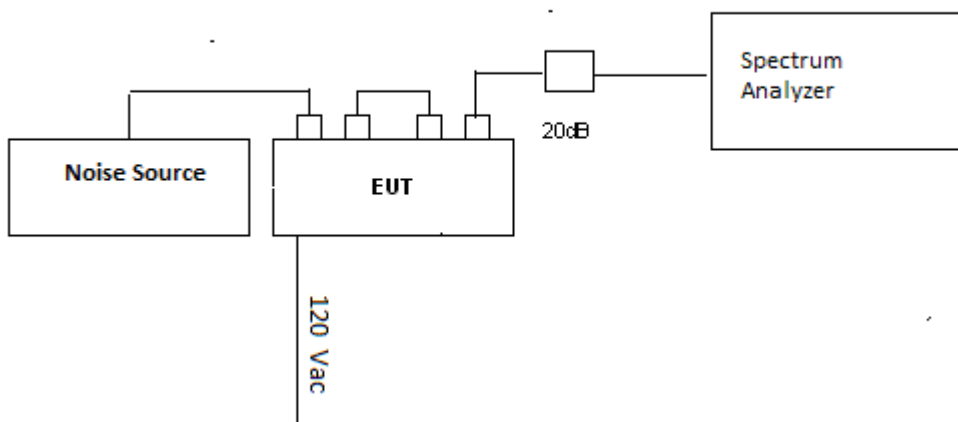 Spectrum
Analyzer
20dB
Noise Source
EUT
120 Vac